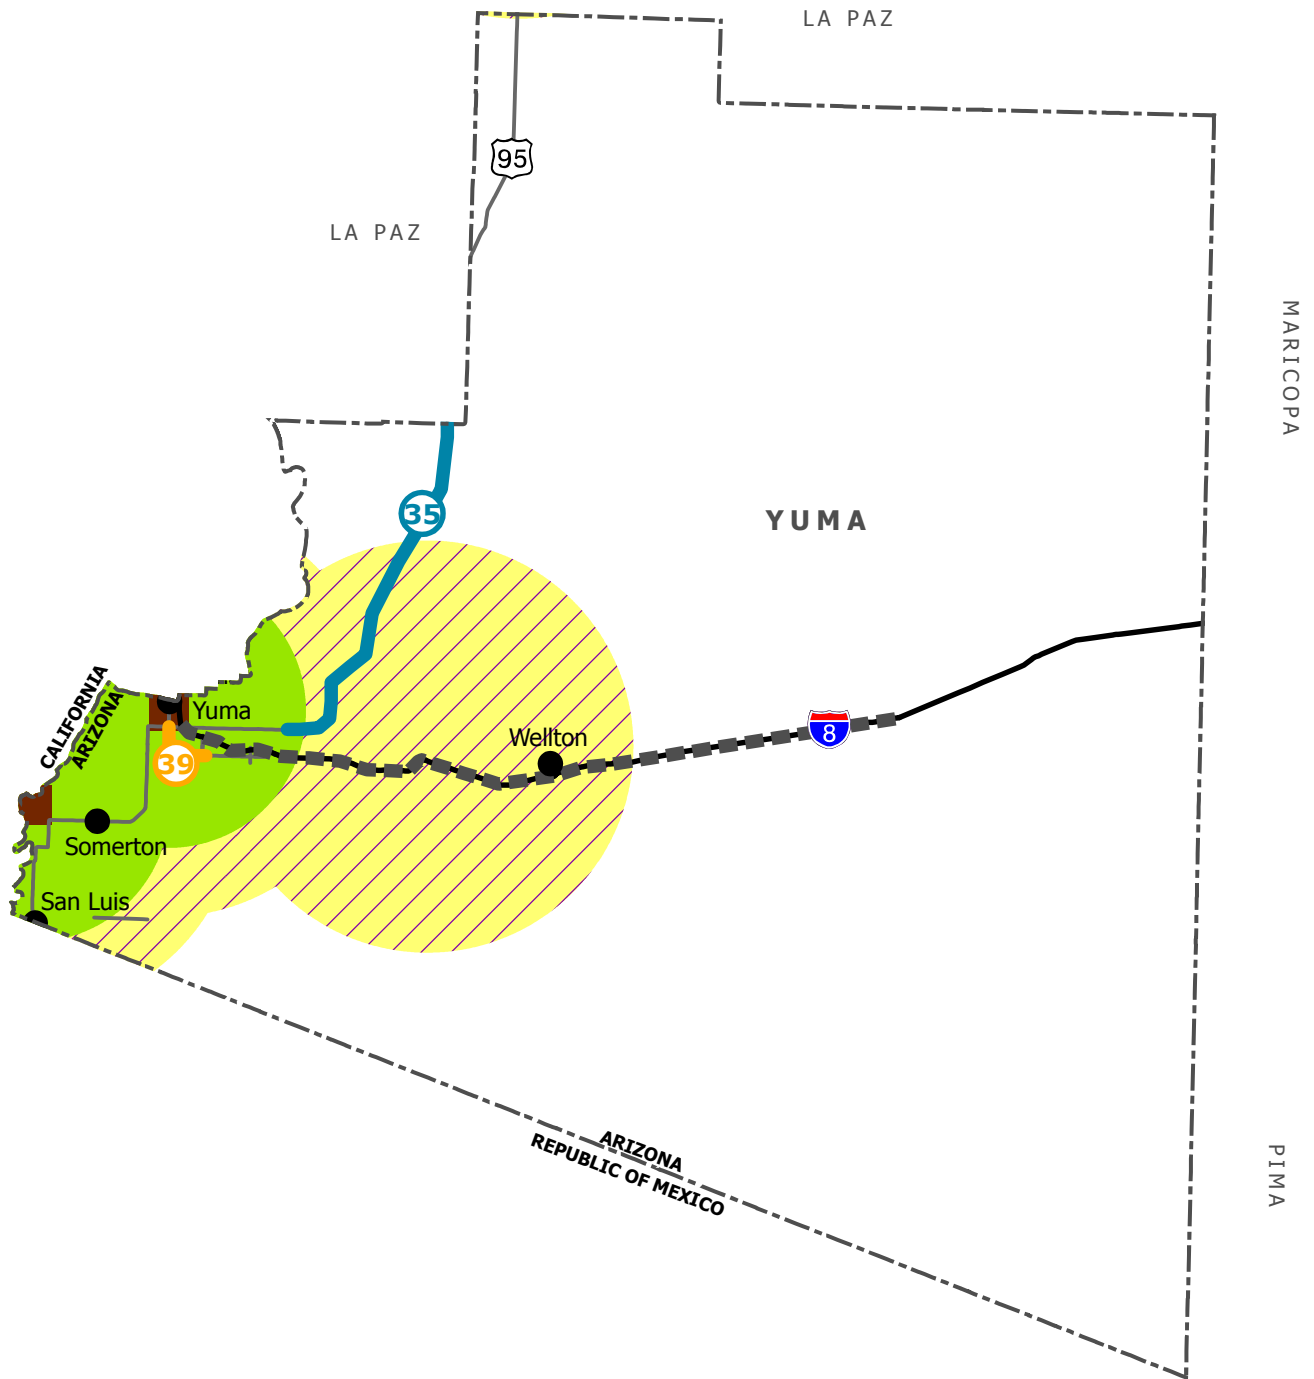 LA PAZ
95
LA PAZ
MARICOPA
35
YUMA
CALIFORNIA
ARIZONA
Yuma
8
Wellton
39
Somerton
San Luis
ARIZONA
REPUBLIC OF MEXICO
PIMA